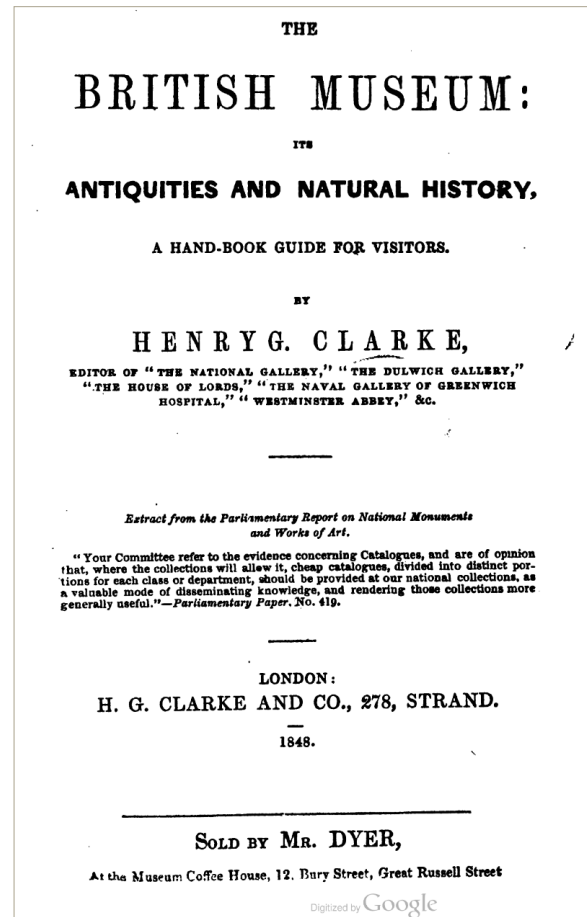 THE
BRITISH MUSEUM:
ITS
ANTIQUITIES AND NATURAL HISTORY,
A HAND-BOOK GUIDE FOR VISITORS.
BY
HENRY G. CLARKE,
EDITOR OF "THE NATIONAL GALLERY," "THE DULWICH GALLERY,"
"THE HOUSE OF LORDS," "THE NAVAL GALLERY OF GREENWICH
HOSPITAL," "WESTMINSTER ABBEY," &c.
Extract from the Parliamentary Report on National Monuments
and Works of Art.
"Your Committee refer to the evidence concerning Catalogues, and are of opinion
that, where the collections will allow it, cheap catalogues, divided into distinct por-
tions for each class or department, should be provided at our national collections, as
a valuable mode of disseminating knowledge, and rendering those collections more
generally useful."—Parliamentary Paper. No. 419.
LONDON:
H. G. CLARKE AND CO., 278, STRAND.
1848.
SOLD BY MR. DYER,
At the Museum Coffee House, 12. Bury Street, Great Russell Street
Digitized by Google